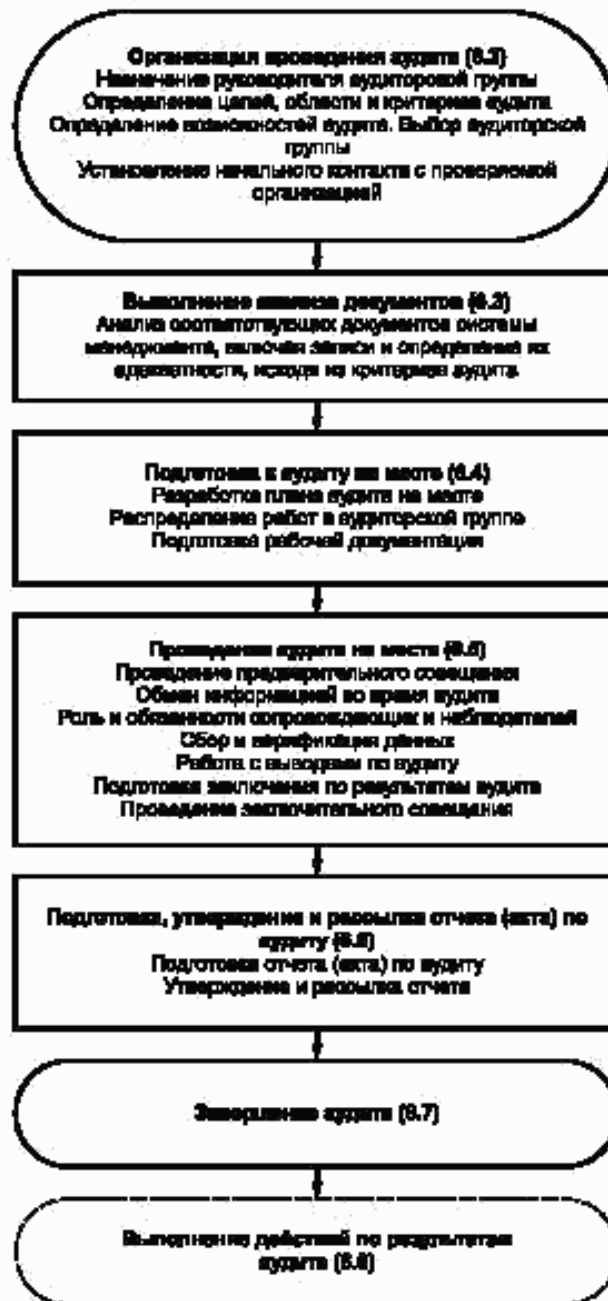 Организация проведения аудита (6.2)
Назначение руководителя аудиторовой группы
Определение целей, области и критериев аудита
Определение возможностей аудита. Выбор аудиторской
группы
Установление начального контакта с проверяемой
организацией
Выполнение анализа документов (6.3)
Анализ соответствующих документов системы
менеджмента, включая записи и определение их
адекватности, исходя из критериев аудита
Подготовка к аудиту на месте (6.4)
Разработка плана аудита на месте
Распределение работ в аудиторской группе
Подготовка рабочей документации
Проведение аудита на месте (6.5)
Проведение предварительного совещания
Обмен информацией во время аудита
Роль и обязанности сопровождающих и наблюдателей
Сбор и верификация данных
Работа с выводами по аудиту
Подготовка заключения по результатам аудита
Проведение заключительного совещания
Подготовка, утверждение и рассылка отчета (акта) по
аудиту (6.6)
Подготовка отчета (акта) по аудиту
Утверждение и рассылка отчета
Завершение аудита (6.7)
Выполнение действий по результатам
аудита (6.8)